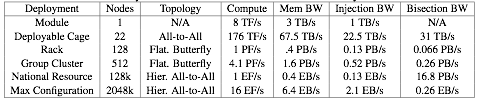 Deployment Nodes Topology Compute Mem BW Injection BW Bisection BW
Module 1 N/A 8 TF/s 3 TB/s 1 TB/s N/A
Deployable Cage 22 All-to-All 176 TF/s 67.5 TB/s 22.5 TB/s 31 TB/s
Rack 128 Flat. Butterfly 1 PF/s .4 PB/s 0.13 PB/s 0.066 PB/s
Group Cluster 512 Flat. Butterfly 4.1 PF/s 1.6 PB/s 0.52 PB/s 0.26 PB/s
National Resource 128k Hier. All-to-All 1 EF/s 0.4 EB/s 0.13 EB/s 16.8 PB/s
Max Configuration 2048k Hier. All-to-All 16 EF/s 6.4 EB/s 2.1 EB/s 0.26 EB/s